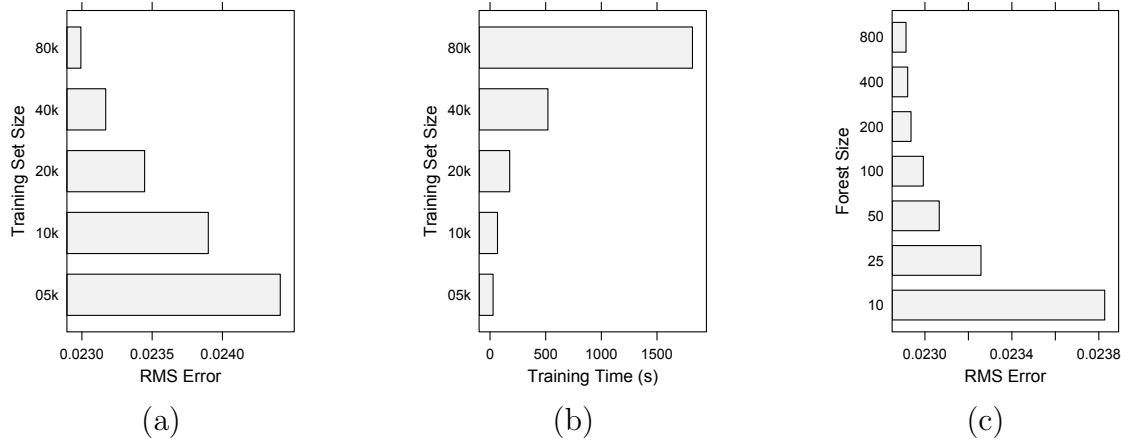 80k
40k
20k
10k
05k
Training Set Size
0.0230 0.0235 0.0240
RMS Error
(a)
80k
40k
20k
10k
05k
Training Set Size
0 500 1000 1500
Training Time (s)
(b)
800
400
200
100
50
25
10
Forest Size
0.0230 0.0234 0.0238
RMS Error
(c)